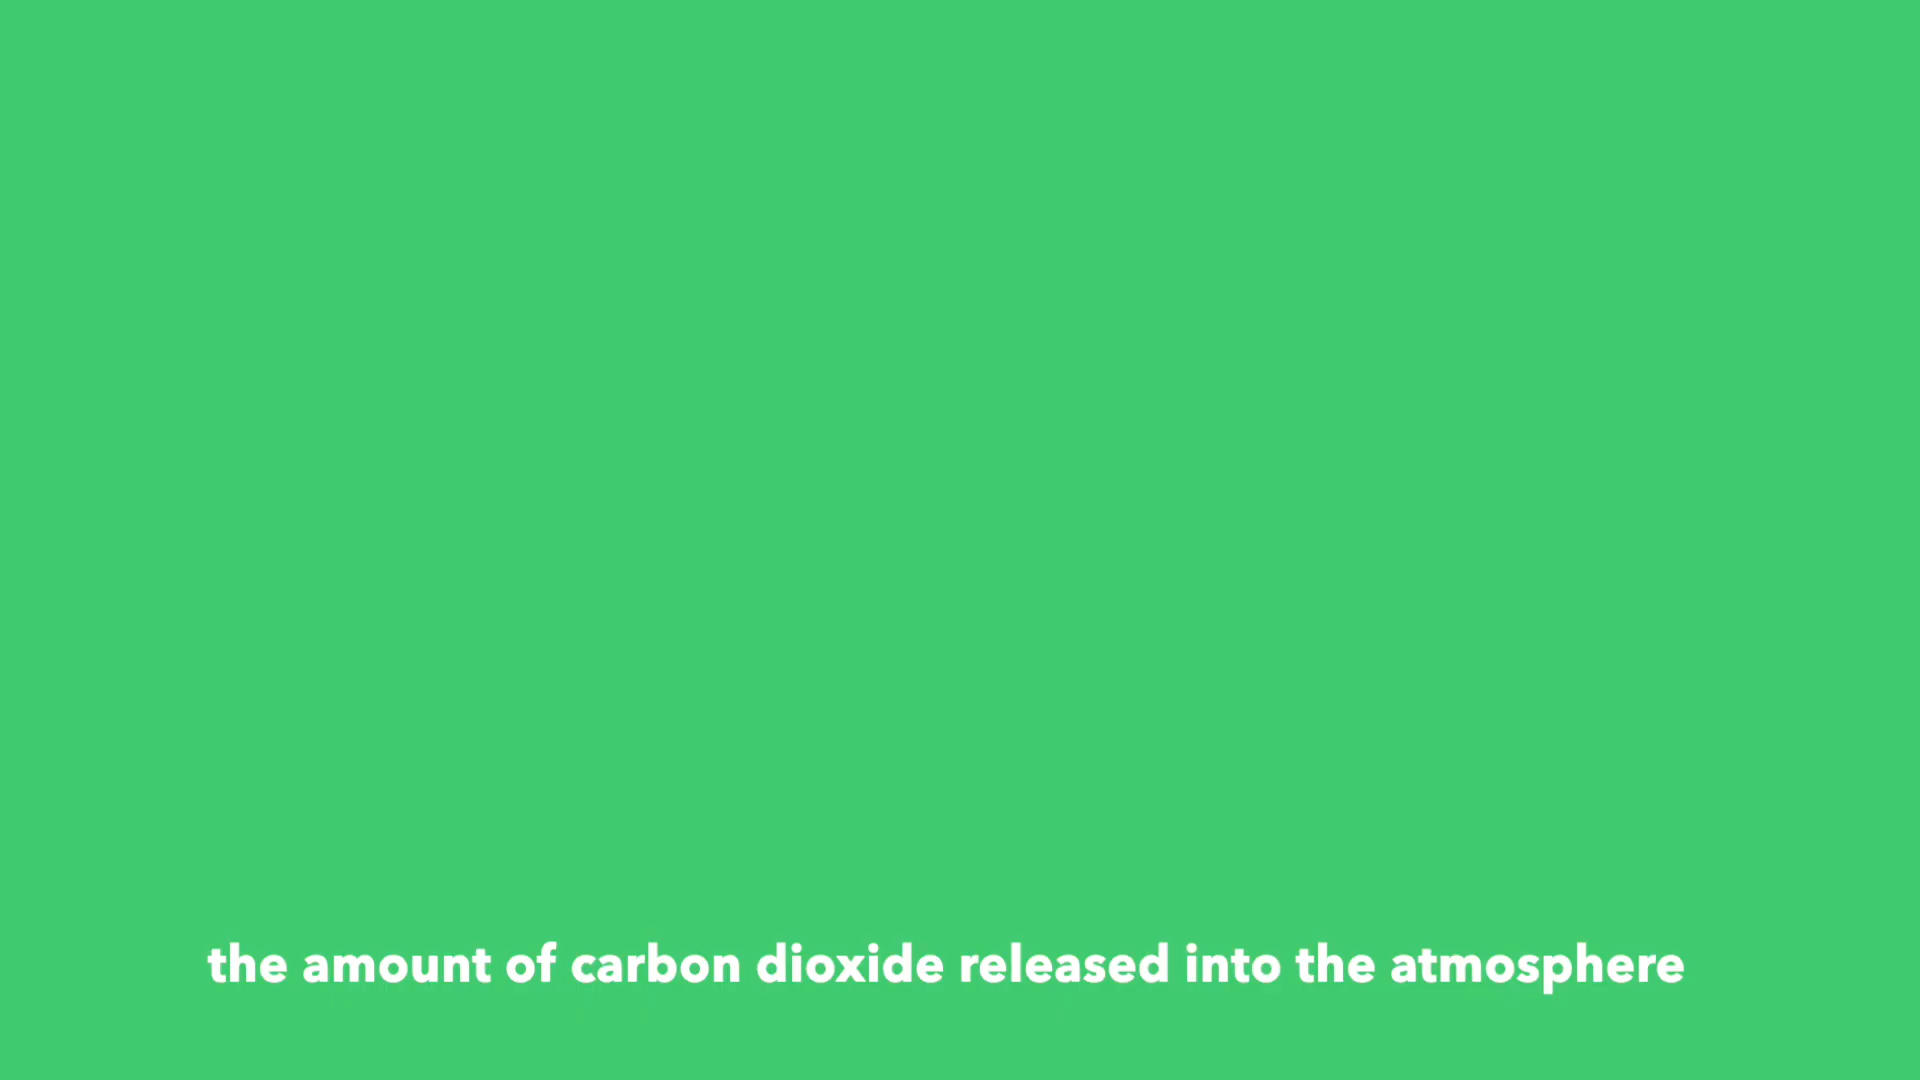 the amount of carbon dioxide released into the atmosphere